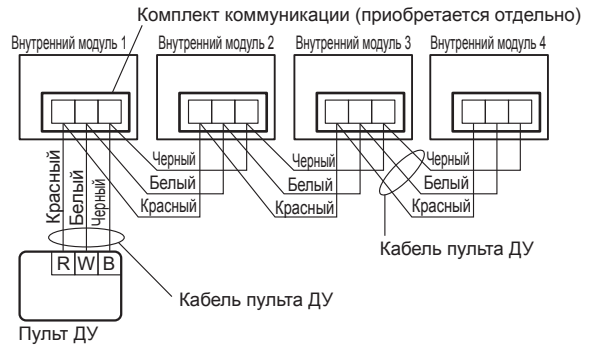 Комплект коммуникации (приобретается отдельно)
Внутренний модуль 1
Внутренний модуль 2
Внутренний модуль 3
Внутренний модуль 4
Красный
Белый
Черный
Черный
Белый
Красный
Черный
Белый
Красный
Черный
Белый
Красный
Кабель пульта ДУ
R W B
Кабель пульта ДУ
Пульт ДУ